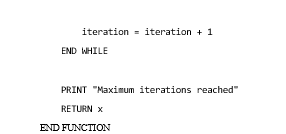 iteration = iteration + 1
END WHILE
PRINT "Maximum iterations reached"
RETURN x
END FUNCTION